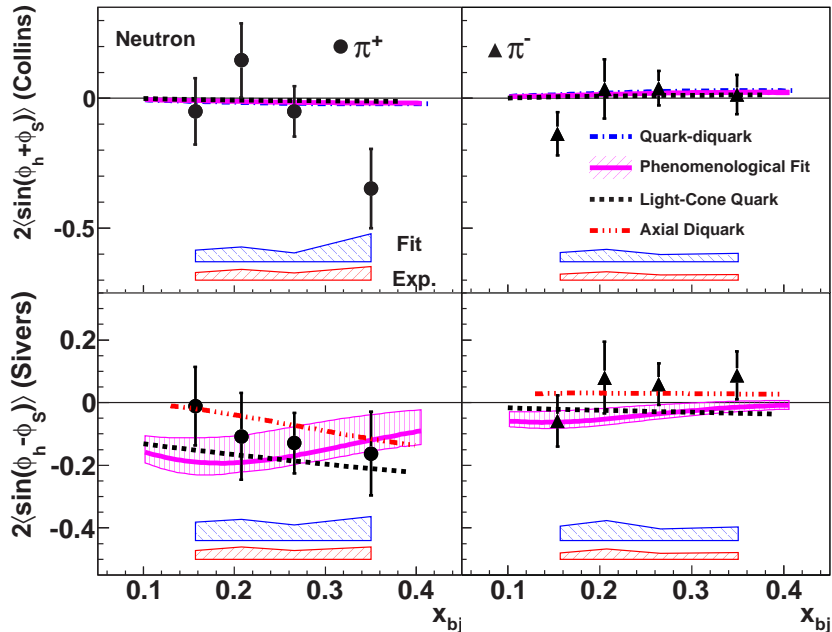 Neutron
π+
π-
2⟨sin(ϕh+ϕS)⟩ (Collins)
0
-0.5
Quark-diquark
Phenomenological Fit
Light-Cone Quark
Axial Diquark
Fit
Exp.
2⟨sin(ϕh-ϕS)⟩ (Sivers)
0.2
0
-0.2
-0.4
0.1 0.2 0.3 0.4 0.1 0.2 0.3 0.4
xbj xbj